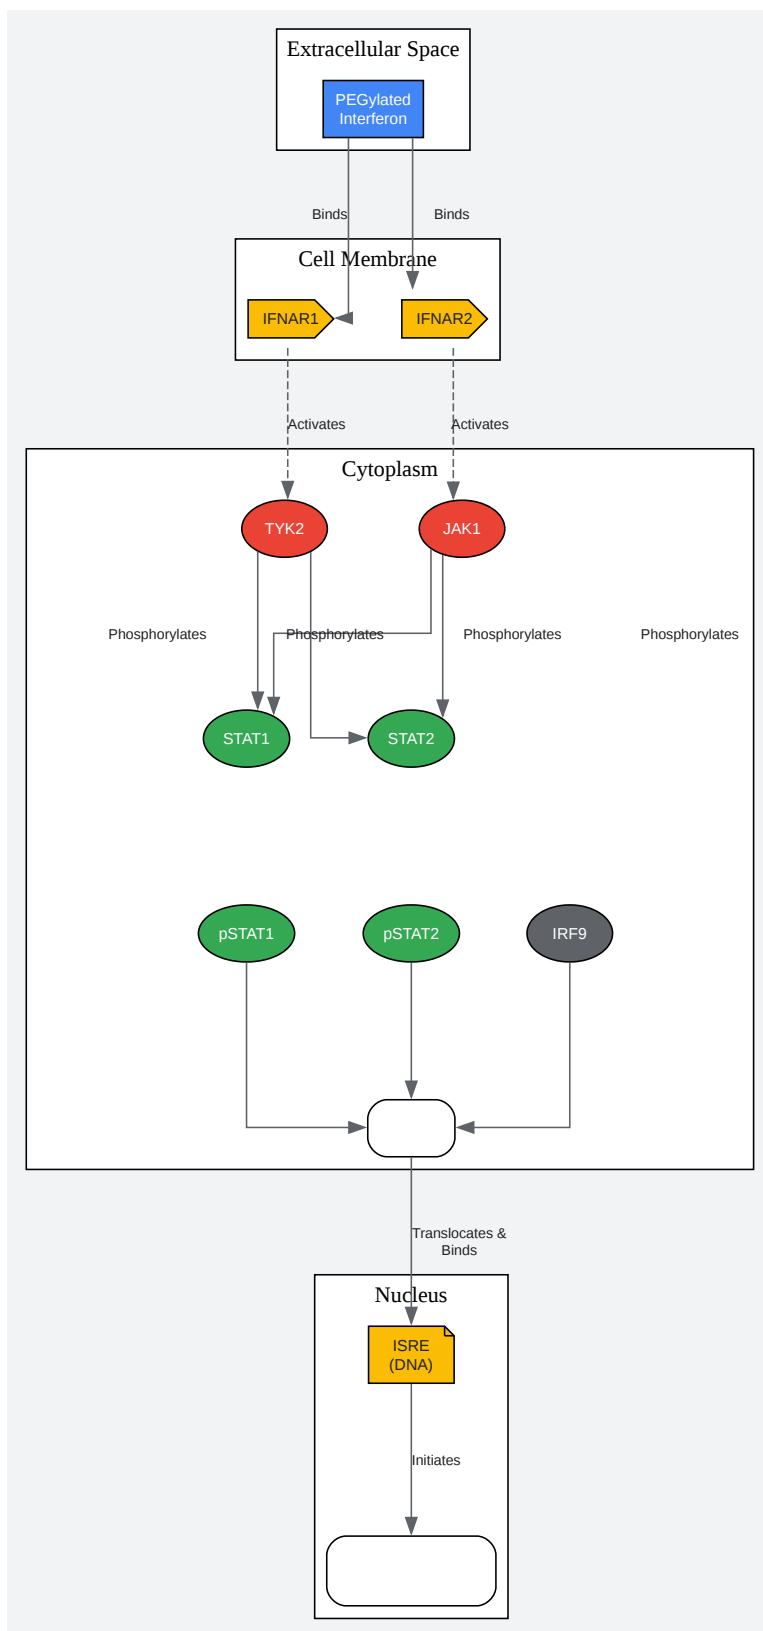 Extracellular Space
PEGylated
Interferon
Binds
Binds
Cell Membrane
IFNAR1
IFNAR2
Activates
Activates
Cytoplasm
TYK2
JAK1
Phosphorylates
Phosphorylates
Phosphorylates
Phosphorylates
STAT1
STAT2
pSTAT1
pSTAT2
IRF9
Translocates &
Binds
Nucleus
ISRE
(DNA)
Initiates